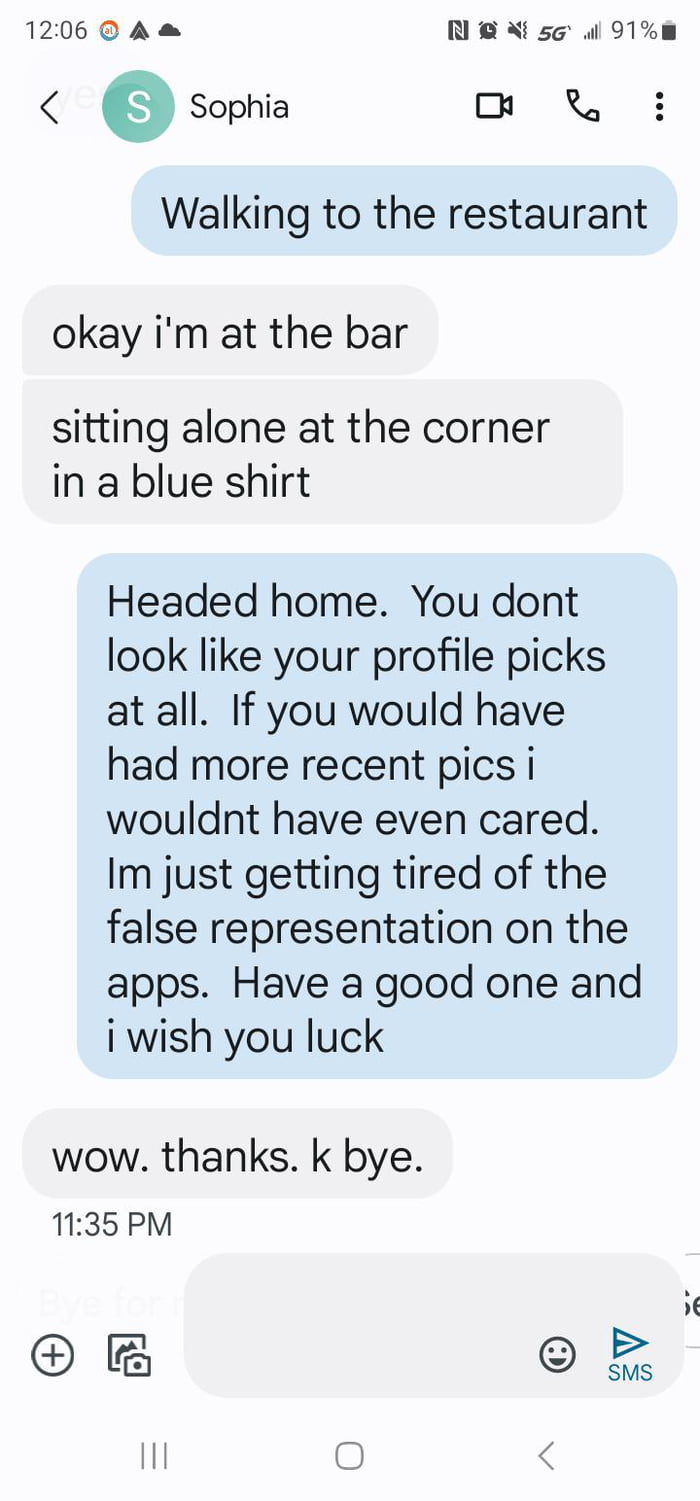 12:06
5G 91%
S Sophia
Walking to the restaurant
okay i'm at the bar
sitting alone at the corner
in a blue shirt
Headed home.  You dont
look like your profile picks
at all.  If you would have
had more recent pics i
wouldnt have even cared.
Im just getting tired of the
false representation on the
apps.  Have a good one and
i wish you luck
wow. thanks. k bye.
11:35 PM
Bye for
SMS